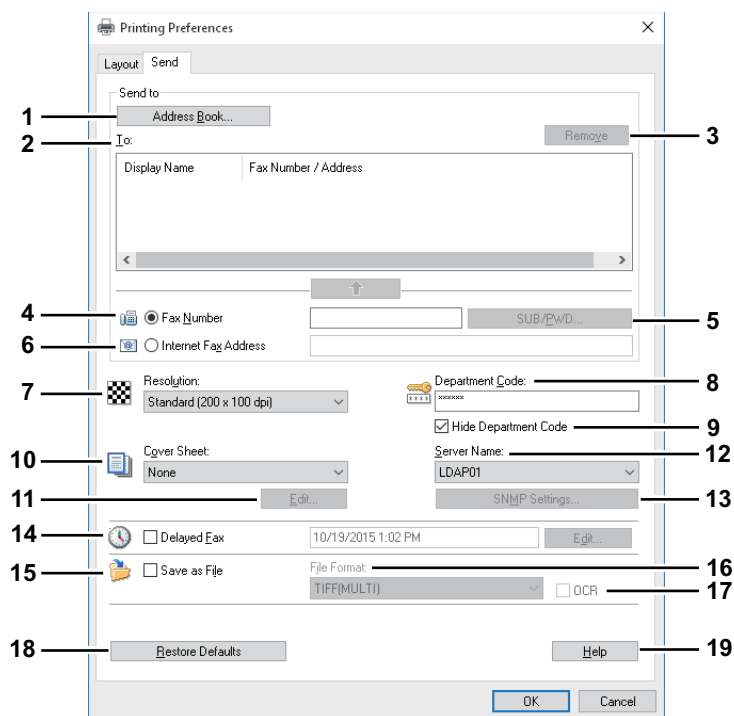 Printing Preferences
Layout Send
Send to
1 Address Book...
2 To:
Remove 3
Display Name Fax Number / Address
4 Fax Number SUB/PWD... 5
6 Internet Fax Address
7 Resolution:
Standard (200 x 100 dpi)
Department Code: 8
××××××
Hide Department Code 9
10 Cover Sheet:
None
Server Name: 12
LDAP01
11 Edit...
SNMP Settings... 13
14 Delayed Fax 10/19/2015 1:02 PM Edit...
15 Save as File File Format: 16
TIFF(MULTI) OCR 17
18 Restore Defaults Help 19
OK Cancel